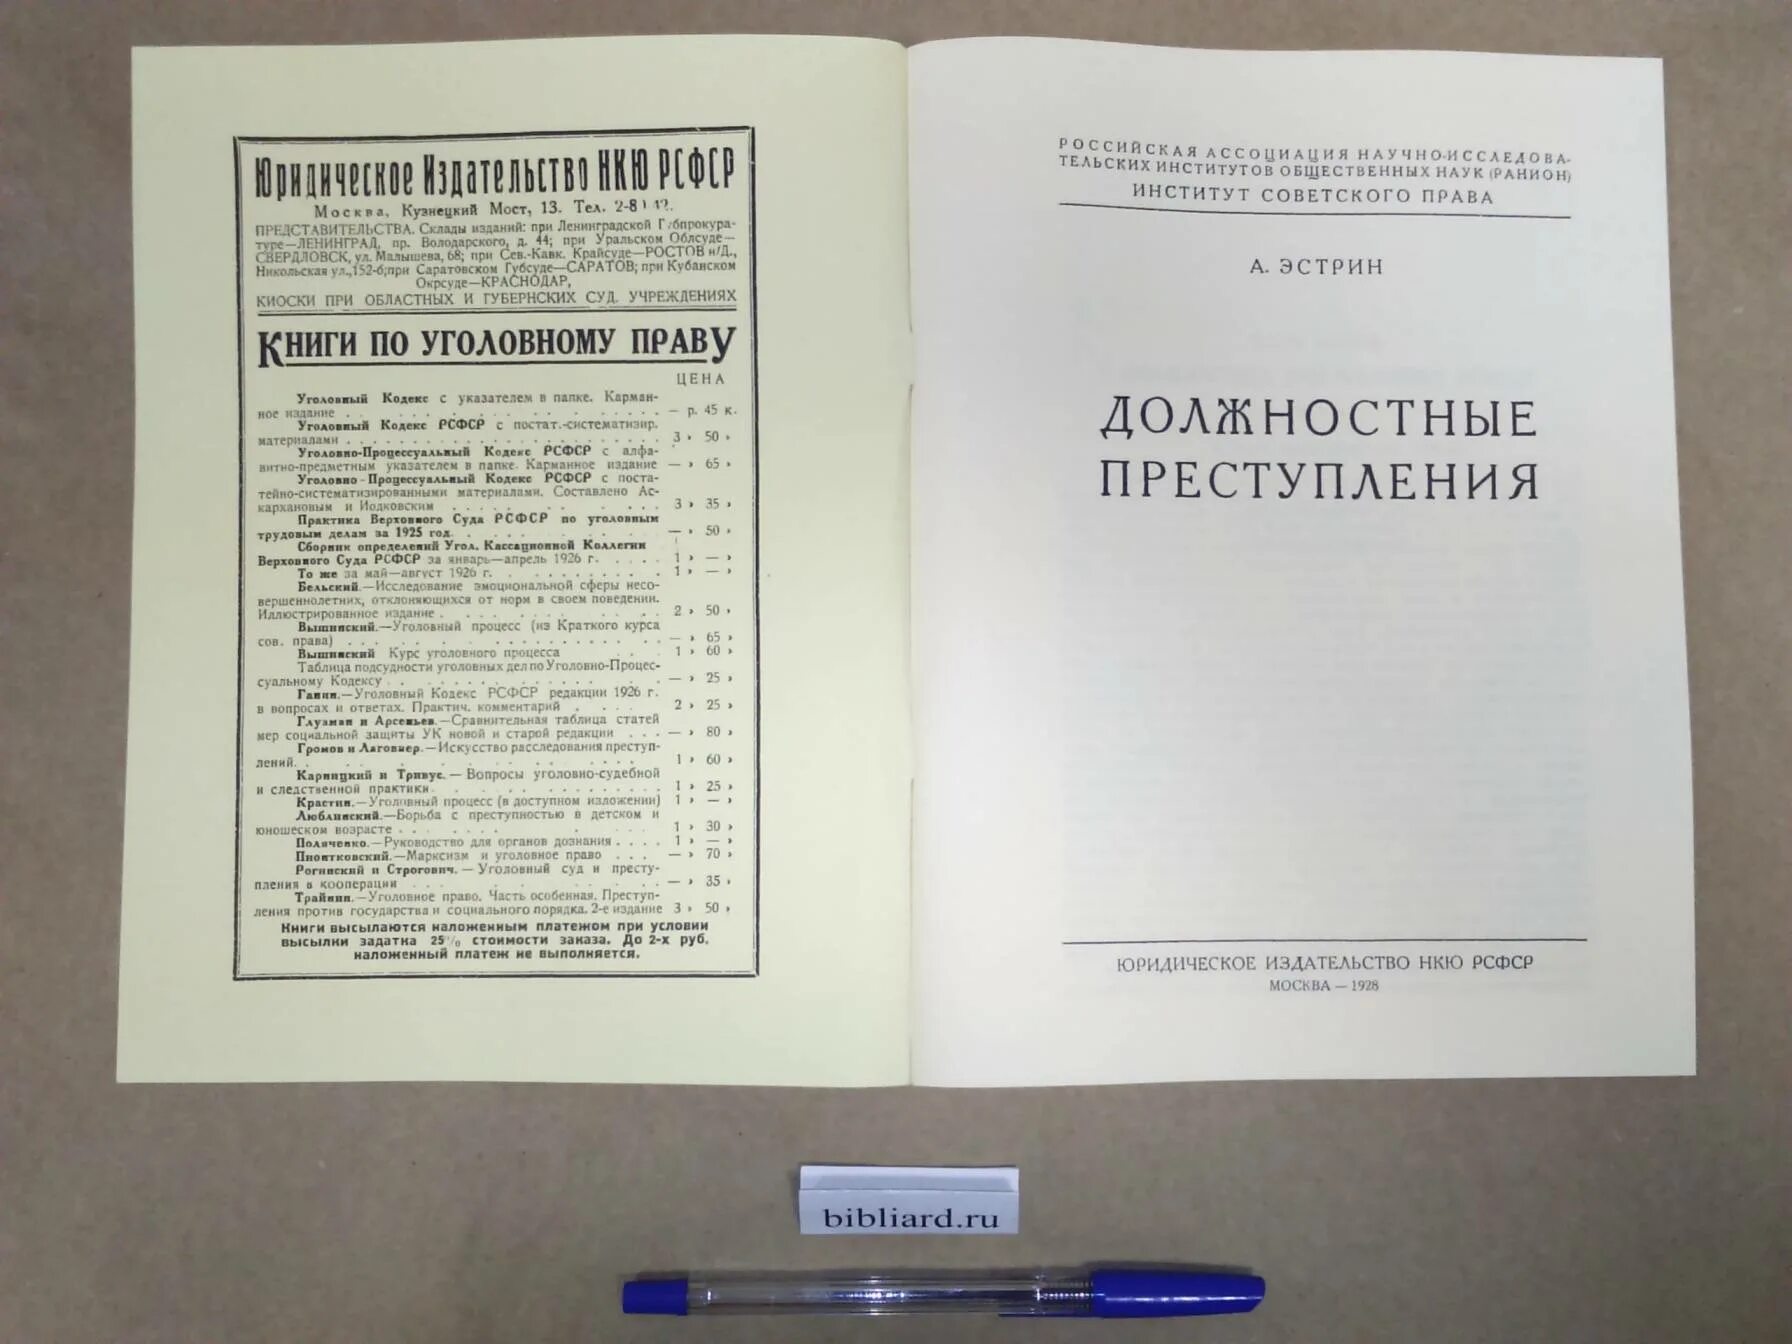 Юридическое Издательство НКЮ РСФСР
Москва, Кузнецкий Мост, 13. Тел.
ПРЕДСТАВИТЕЛЬСТВА. Склады изданий: при Ленинградской Губпрокура-
туре—ЛЕНИНГРАД, пр. Володарского, д. 44; при Уральском Облсуде—
СВЕРДЛОВСК, ул. Малышева, 68; при Сев.-Кавк. Крайсуде—РОСТОВ н/Д.,
Никольская ул.,152-б;при Саратовском Губсуде—САРАТОВ; при Кубанском
Окрсуде—КРАСНОДАР,
КИОСКИ ПРИ ОБЛАСТНЫХ И ГУБЕРНСКИХ СУД. УЧРЕЖДЕНИЯХ
КНИГИ ПО УГОЛОВНОМУ ПРАВУ
ЦЕНА
Уголовный Кодекс с указателем в папке. Карман-
ное издание . . . . . . . — р. 45 к.
Уголовный Кодекс РСФСР с постат.-систематизир.
материалами . . . . . . . 3 » 50 »
Уголовно-Процессуальный Кодекс РСФСР с алфа-
витно-предметным указателем в папке. Карманное издание — » 65 »
Уголовно-Процессуальный Кодекс РСФСР с поста-
тейно-систематизированными материалами. Составлено Ас-
кархановым и Иодковским . . . . . . 3 » 35 »
Практика Верховного Суда РСФСР по уголовным
трудовым делам за 1925 год. . . . . . — » 50 »
Сборник определений Угол. Кассационной Коллегии
Верховного Суда РСФСР за январь—апрель 1926 г. . . . . 1 » — »
То же за май—август 1926 г. . . . . . 1 » — »
Бельский.—Исследование эмоциональной сферы несо-
вершеннолетних, отклоняющихся от норм в своем поведении.
Иллюстрированное издание . . . . . . 2 » 50 »
Вышинский.—Уголовный процесс (из Краткого курса
сов. права) . . . . . . — » 65 »
Вышинский Курс уголовного процесса . . . 1 » 60 »
Таблица подсудности уголовных дел по Уголовно-Процес-
суальному Кодексу . . . . . . — » 25 »
Ганин.—Уголовный Кодекс РСФСР редакции 1926 г.
в вопросах и ответах. Практич. комментарий . . . . 2 » 25 »
Глузман и Арсеньев.—Сравнительная таблица статей
мер социальной защиты УК новой и старой редакции . . . — » 80 »
Громов и Лаговиер.—Искусство расследования преступ-
лений. . . . . . . 1 » 60 »
Карницкий и Тривус. — Вопросы уголовно-судебной
и следственной практики. . . . . . 1 » 25 »
Крастин.—Уголовный процесс (в доступном изложении) 1 » — »
Люблинский.—Борьба с преступностью в детском и
юношеском возрасте . . . . . . 1 » 30 »
Поляченко.—Руководство для органов дознания . . . . 1 » — »
Пионтковский.—Марксизм и уголовное право . . . — » 70 »
Рогинский и Строгович. — Уголовный суд и престу-
пления в кооперации . . . . . . — » 35 »
Трайнин.—Уголовное право. Часть особенная. Преступ-
ления против государства и социального порядка. 2-е издание 3 » 50 »
Книги высылаются наложенным платежом при условии
высылки задатка 25% стоимости заказа. До 2-х руб.
наложенный платеж не выполняется.
РОССИЙСКАЯ АССОЦИАЦИЯ НАУЧНО-ИССЛЕДОВА-
ТЕЛЬСКИХ ИНСТИТУТОВ ОБЩЕСТВЕННЫХ НАУК (РАНИОН)
ИНСТИТУТ СОВЕТСКОГО ПРАВА
А. ЭСТРИН
ДОЛЖНОСТНЫЕ
ПРЕСТУПЛЕНИЯ
ЮРИДИЧЕСКОЕ ИЗДАТЕЛЬСТВО НКЮ РСФСР
МОСКВА — 1928
bibliard.ru